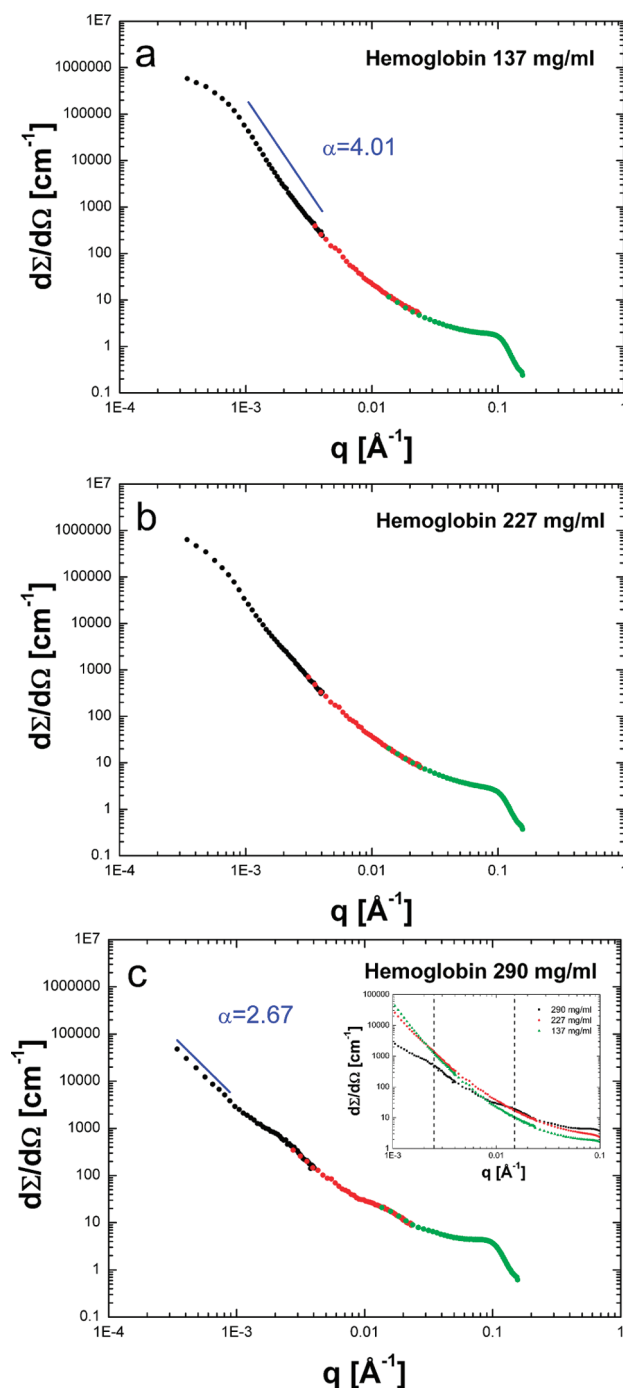 a
Hemoglobin 137 mg/ml
α=4.01
dΣ/dΩ [cm⁻¹]
1E7
1000000
100000
10000
1000
100
10
1
0.1
1E-4
1E-3
0.01
0.1
1
q [Å⁻¹]
b
Hemoglobin 227 mg/ml
dΣ/dΩ [cm⁻¹]
1E7
1000000
100000
10000
1000
100
10
1
0.1
1E-4
1E-3
0.01
0.1
1
q [Å⁻¹]
c
Hemoglobin 290 mg/ml
α=2.67
dΣ/dΩ [cm⁻¹]
1E7
1000000
100000
10000
1000
100
10
1
0.1
1E-4
1E-3
0.01
0.1
1
q [Å⁻¹]
dΣ/dΩ [cm⁻¹]
100000
10000
1000
100
10
1
290 mg/ml
227 mg/ml
137 mg/ml
1E-3
0.01
0.1
q [Å⁻¹]